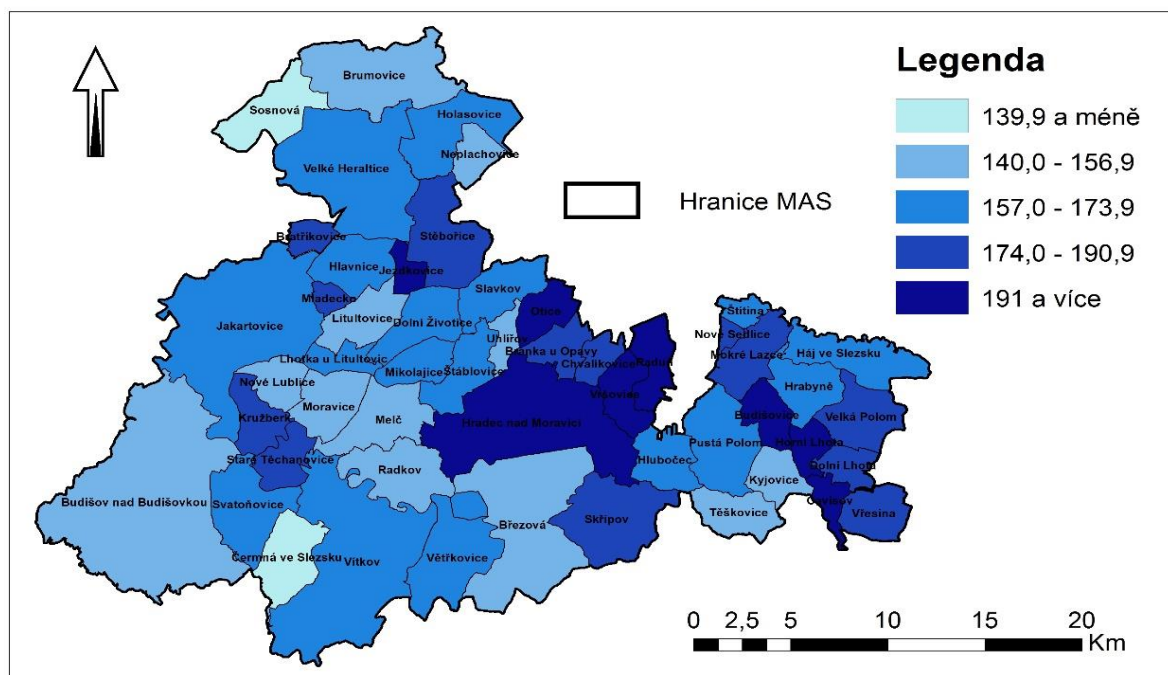 Legenda
139,9 a méně
140,0 - 156,9
157,0 - 173,9
174,0 - 190,9
191 a více
Hranice MAS
Brumovice
Sosnová
Holasovice
Neplachovice
Velké Heraltice
Bratříkovice
Stěbořice
Hlavnice
Jezdkovice
Mladecko
Slavkov
Jakartovice
Litultovice
Dolní Životice
Otice
Uhlířov
Branka u Opavy
Chvalíkovice
Raduň
Lhotka u Litultovic
Mikolajice
Štáblovice
Vršovice
Nové Lublice
Moravice
Melč
Kružberk
Hradec nad Moravicí
Staré Těchanovice
Radkov
Budišov nad Budišovkou
Svatoňovice
Čermná ve Slezsku
Vítkov
Větřkovice
Březová
Skřipov
Hlubočec
Štítina
Nové Sedlice
Mokré Lazce
Háj ve Slezsku
Hrabyně
Budišovice
Velká Polom
Pustá Polom
Horní Lhota
Dolní Lhota
Kyjovice
Těškovice
Čavisov
Vřesina
0 2,5 5 10 15 20
Km